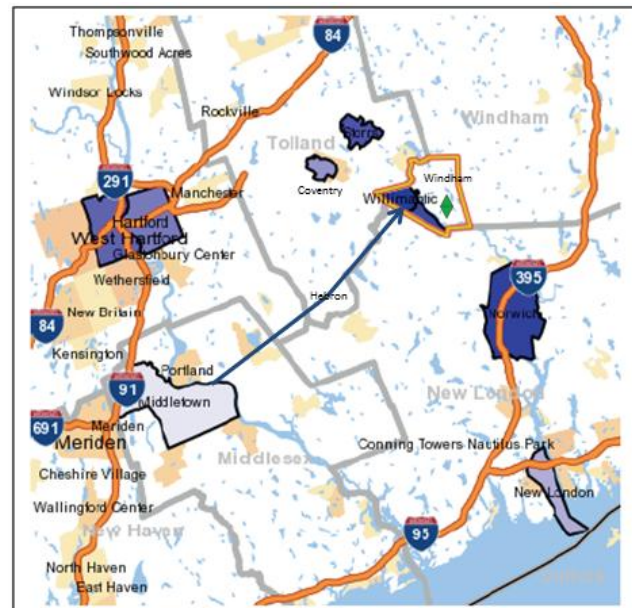 Thompsonville
Southwood Acres
84
Windsor Locks
Rockville
Windham
Tolland
Storrs
Coventry
Windham
291
Manchester
Willimantic
Hartford
West Hartford
Glastonbury Center
Wethersfield
395
Hebron
84
New Britain
Norwich
Kensington
Portland
91
Middletown
New London
691
Meriden
Meriden
Middlesex
Conning Towers-Nautilus Park
Cheshire Village
New London
Wallingford Center
New Haven
95
North Haven
East Haven